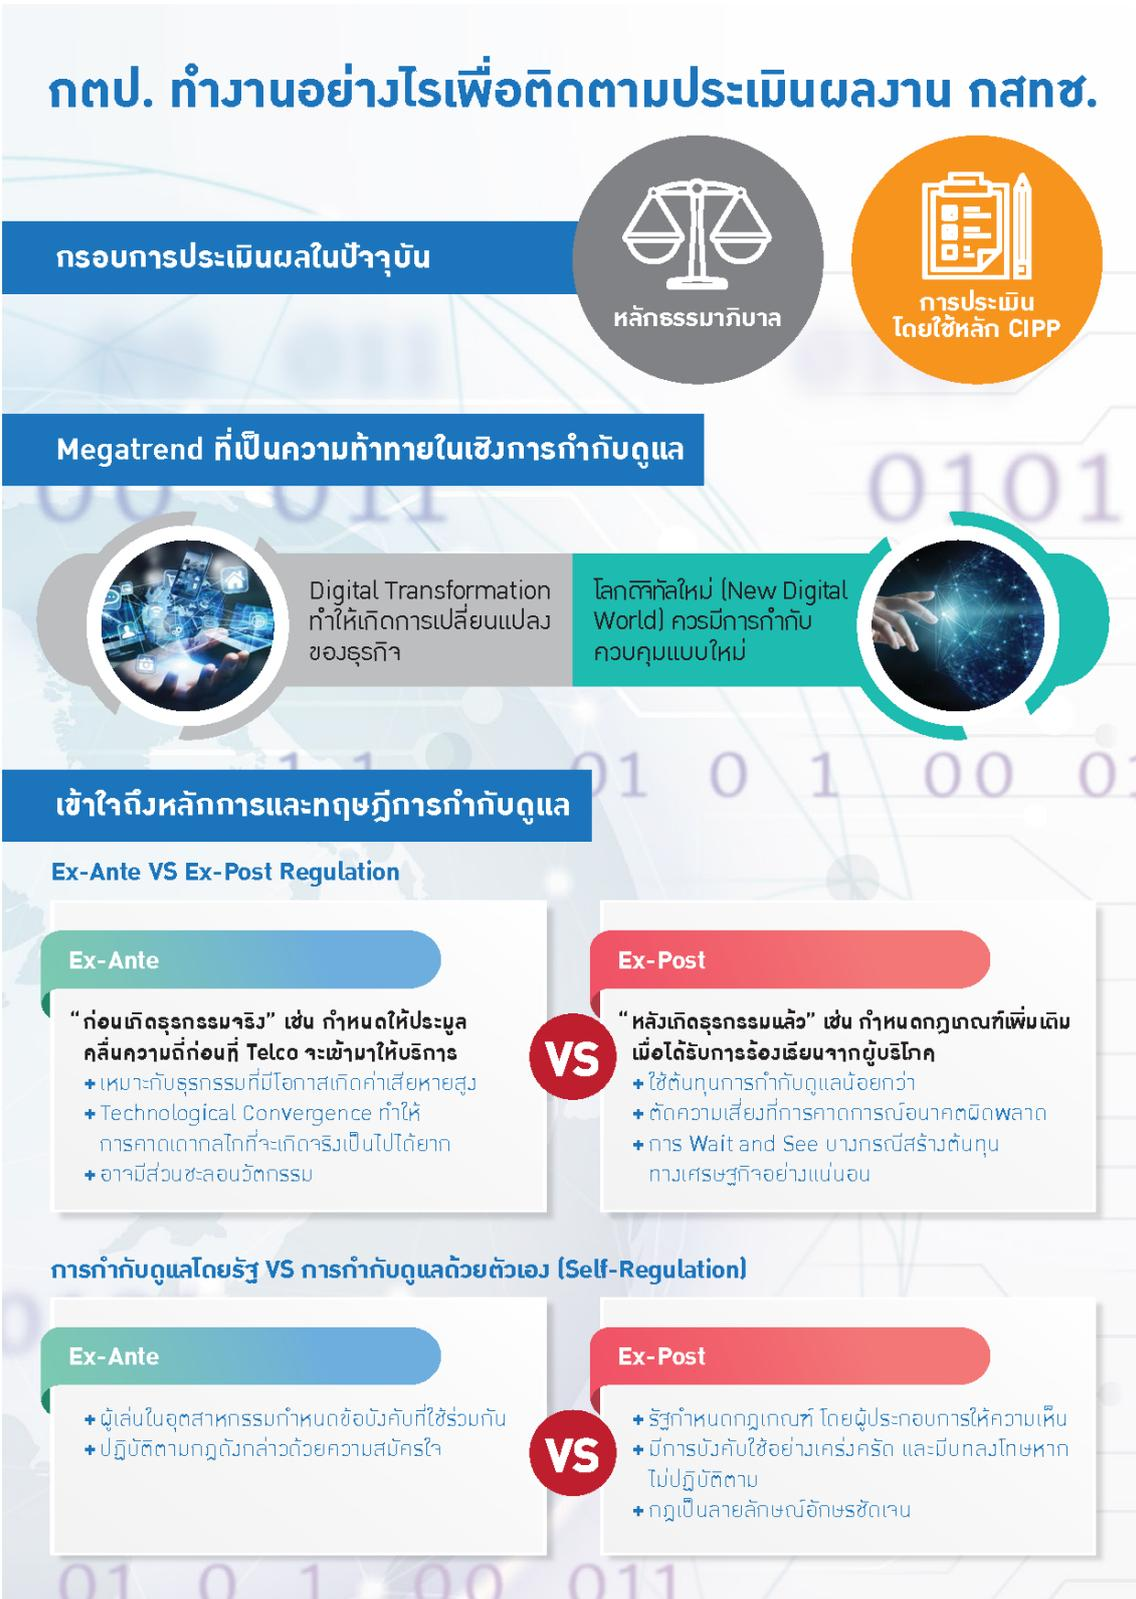 กตป. ทำงานอย่างไรเพื่อติดตามประเมินผลงาน กสทช.
กรอบการประเมินผลในปัจจุบัน
หลักธรรมาภิบาล
การประเมิน
โดยใช้หลัก CIPP
Megatrend ที่เป็นความท้าทายในเชิงการกำกับดูแล
Digital Transformation
ทำให้เกิดการเปลี่ยนแปลง
ของธุรกิจ
โลกดิจิทัลใหม่ (New Digital
World) ควรมีการกำกับ
ควบคุมแบบใหม่
เข้าใจถึงหลักการและทฤษฎีการกำกับดูแล
Ex-Ante VS Ex-Post Regulation
Ex-Ante
“ก่อนเกิดธุรกรรมจริง” เช่น กำหนดให้ประมูล
คลื่นความถี่ก่อนที่ Telco จะเข้ามาให้บริการ
+ เหมาะกับธุรกรรมที่มีโอกาสเกิดค่าเสียหายสูง
+ Technological Convergence ทำให้
การคาดเดากลไกที่จะเกิดจริงเป็นไปได้ยาก
+ อาจมีส่วนชะลอนวัตกรรม
VS
Ex-Post
“หลังเกิดธุรกรรมแล้ว” เช่น กำหนดกฎเกณฑ์เพิ่มเติม
เมื่อได้รับการร้องเรียนจากผู้บริโภค
+ ใช้ต้นทุนการกำกับดูแลน้อยกว่า
+ ตัดความเสี่ยงที่การคาดการณ์อนาคตผิดพลาด
+ การ Wait and See บางกรณีสร้างต้นทุน
ทางเศรษฐกิจอย่างแน่นอน
การกำกับดูแลโดยรัฐ VS การกำกับดูแลด้วยตัวเอง (Self-Regulation)
Ex-Ante
+ ผู้เล่นในอุตสาหกรรมกำหนดข้อบังคับที่ใช้ร่วมกัน
+ ปฏิบัติตามกฎดังกล่าวด้วยความสมัครใจ
VS
Ex-Post
+ รัฐกำหนดกฎเกณฑ์ โดยผู้ประกอบการให้ความเห็น
+ มีการบังคับใช้อย่างเคร่งครัด และมีบทลงโทษหาก
ไม่ปฏิบัติตาม
+ กฎเป็นลายลักษณ์อักษรชัดเจน